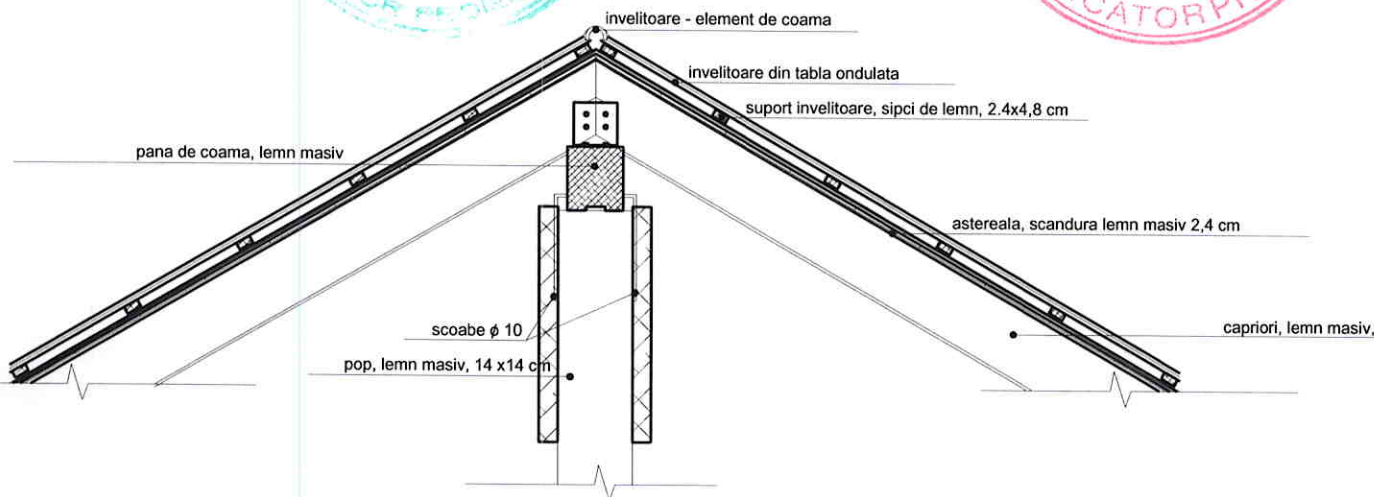 invelitoare - element de coama
invelitoare din tabla ondulata
suport invelitoare, sipci de lemn, 2.4x4,8 cm
pana de coama, lemn masiv
astereala, scandura lemn masiv 2,4 cm
scoabe ϕ 10
capriori, lemn masiv,
pop, lemn masiv, 14 x14 cm